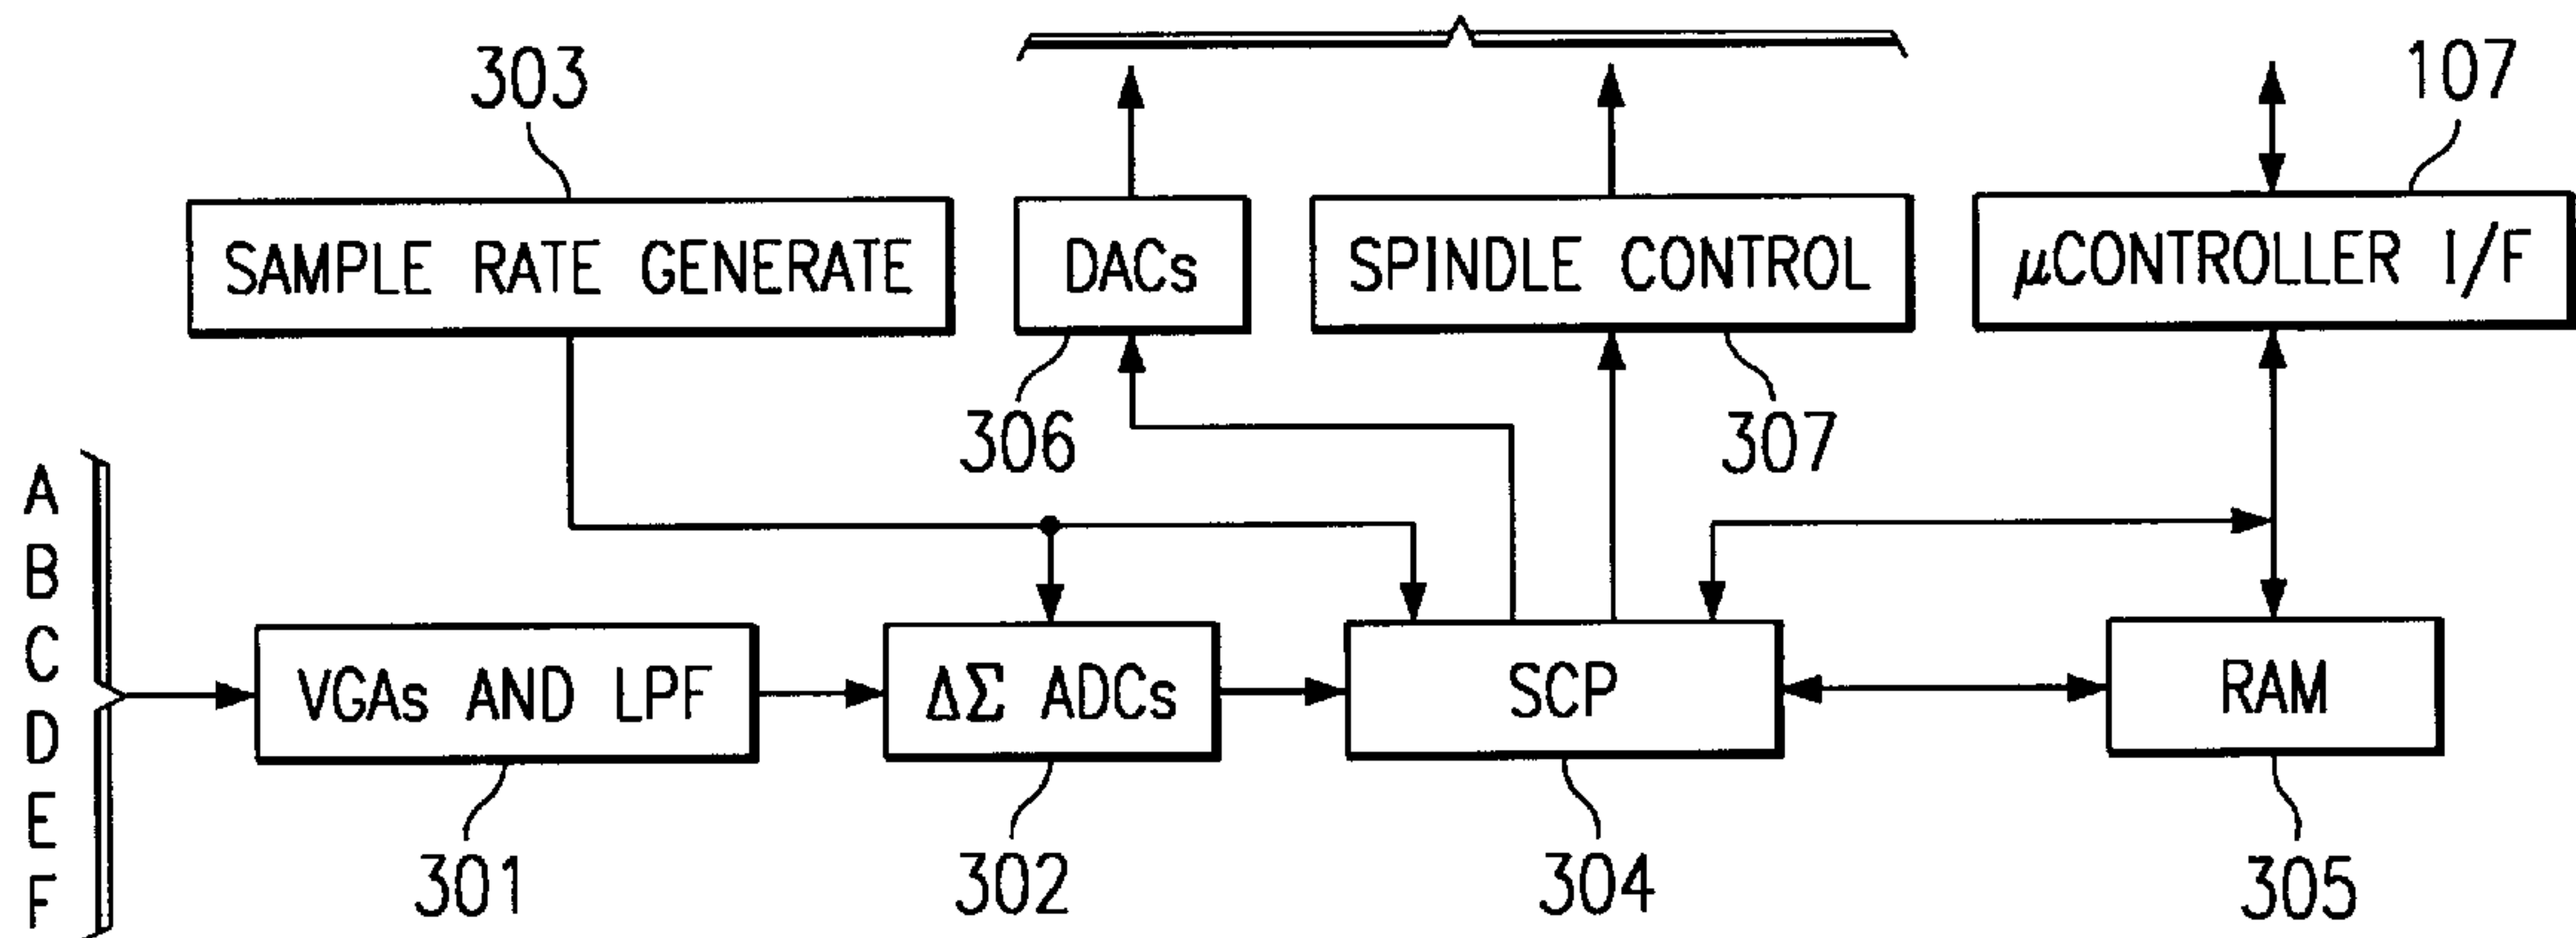 303
107
SAMPLE RATE GENERATE
DACs
SPINDLE CONTROL
μCONTROLLER I/F
306
307
A
B
C
D
E
F
VGAs AND LPF
ΔΣ ADCs
SCP
RAM
301
302
304
305